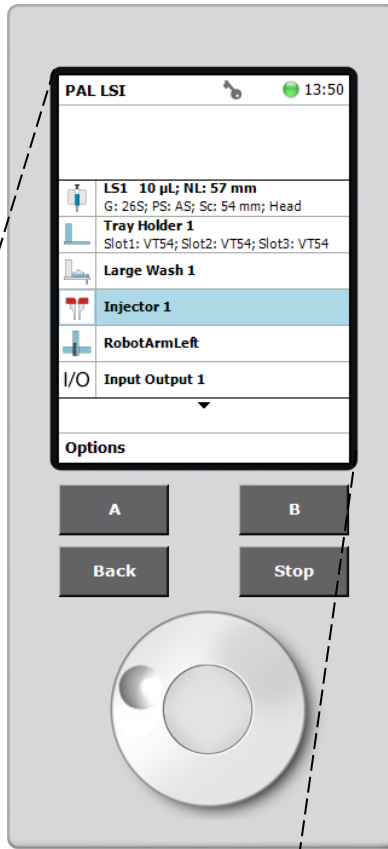 PAL LSI 13:50
LS1 10 µL; NL: 57 mm
G: 26S; PS: AS; Sc: 54 mm; Head
Tray Holder 1
Slot1: VT54; Slot2: VT54; Slot3: VT54
Large Wash 1
Injector 1
RobotArmLeft
I/O Input Output 1
Options
A B
Back Stop